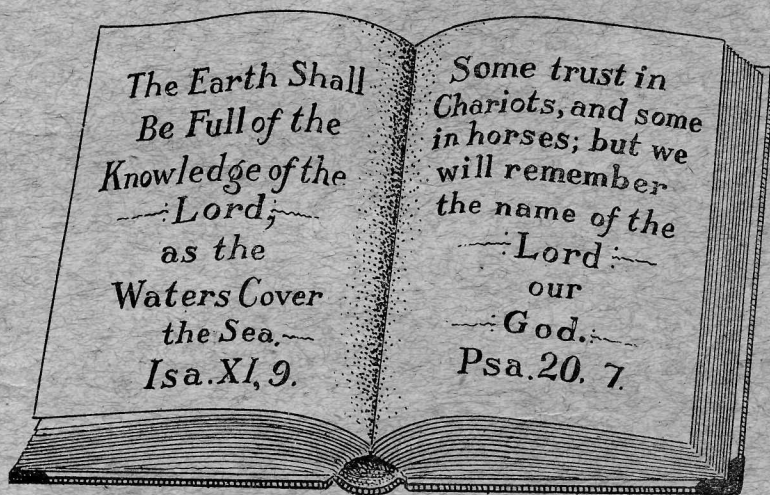 The Earth Shall
Be Full of the
Knowledge of the
Lord;
as the
Waters Cover
the Sea.
Isa. XI, 9.
Some trust in
Chariots, and some
in horses; but we
will remember
the name of the
Lord
our
God.
Psa. 20. 7.